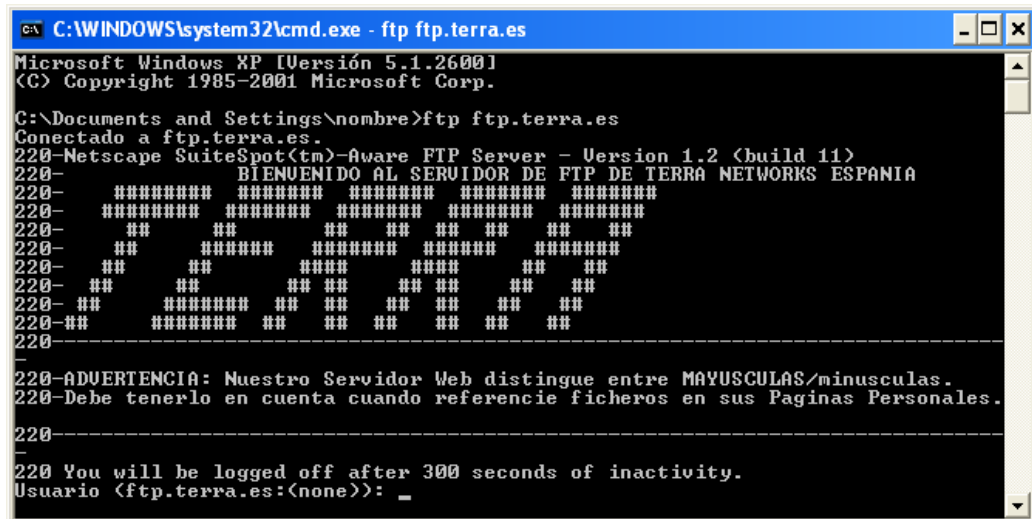 C:\WINDOWS\system32\cmd.exe - ftp ftp.terra.es
Microsoft Windows XP [Versión 5.1.2600]
(C) Copyright 1985-2001 Microsoft Corp.
C:\Documents and Settings\nombre>ftp ftp.terra.es
Conectado a ftp.terra.es.
220-Netscape SuiteSpot(tm)-Aware FTP Server - Version 1.2 (build 11)
220-              BIENVENIDO AL SERVIDOR DE FTP DE TERRA NETWORKS ESPANIA
220-    ########  #######  #######  #######  #######
220-   ########  #######  #######  #######  #######
220-     ##     ##       ##   ##  ##   ##  ##   ##
220-    ##     ######   #######  ######   #######
220-   ##     ##       ####     ####     ##   ##
220-  ##     ##       ## ##    ## ##    ##   ##
220- ##     #######  ##  ##   ##  ##   ##   ##
220-##     #######  ##   ##  ##   ##  ##   ##
220-----------------------------------------------------------------------------
-
220-ADVERTENCIA: Nuestro Servidor Web distingue entre MAYUSCULAS/minusculas.
220-Debe tenerlo en cuenta cuando referencie ficheros en sus Paginas Personales.
220-----------------------------------------------------------------------------
-
220 You will be logged off after 300 seconds of inactivity.
Usuario (ftp.terra.es:(none)): _